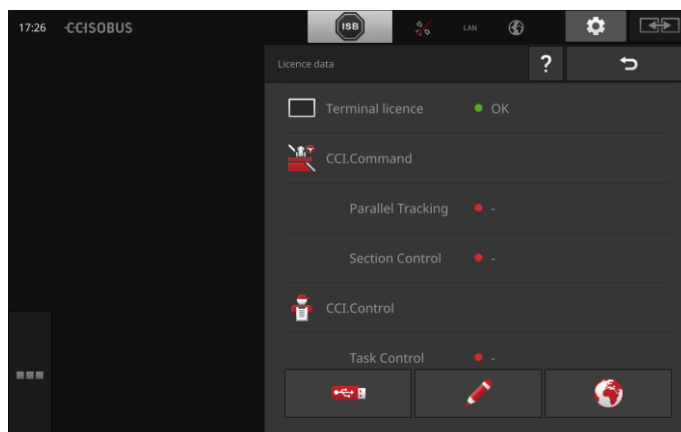 17:26 CCISOBUS ISB LAN
Licence data ?
Terminal licence OK
CCI.Command
Parallel Tracking -
Section Control -
CCI.Control
Task Control -